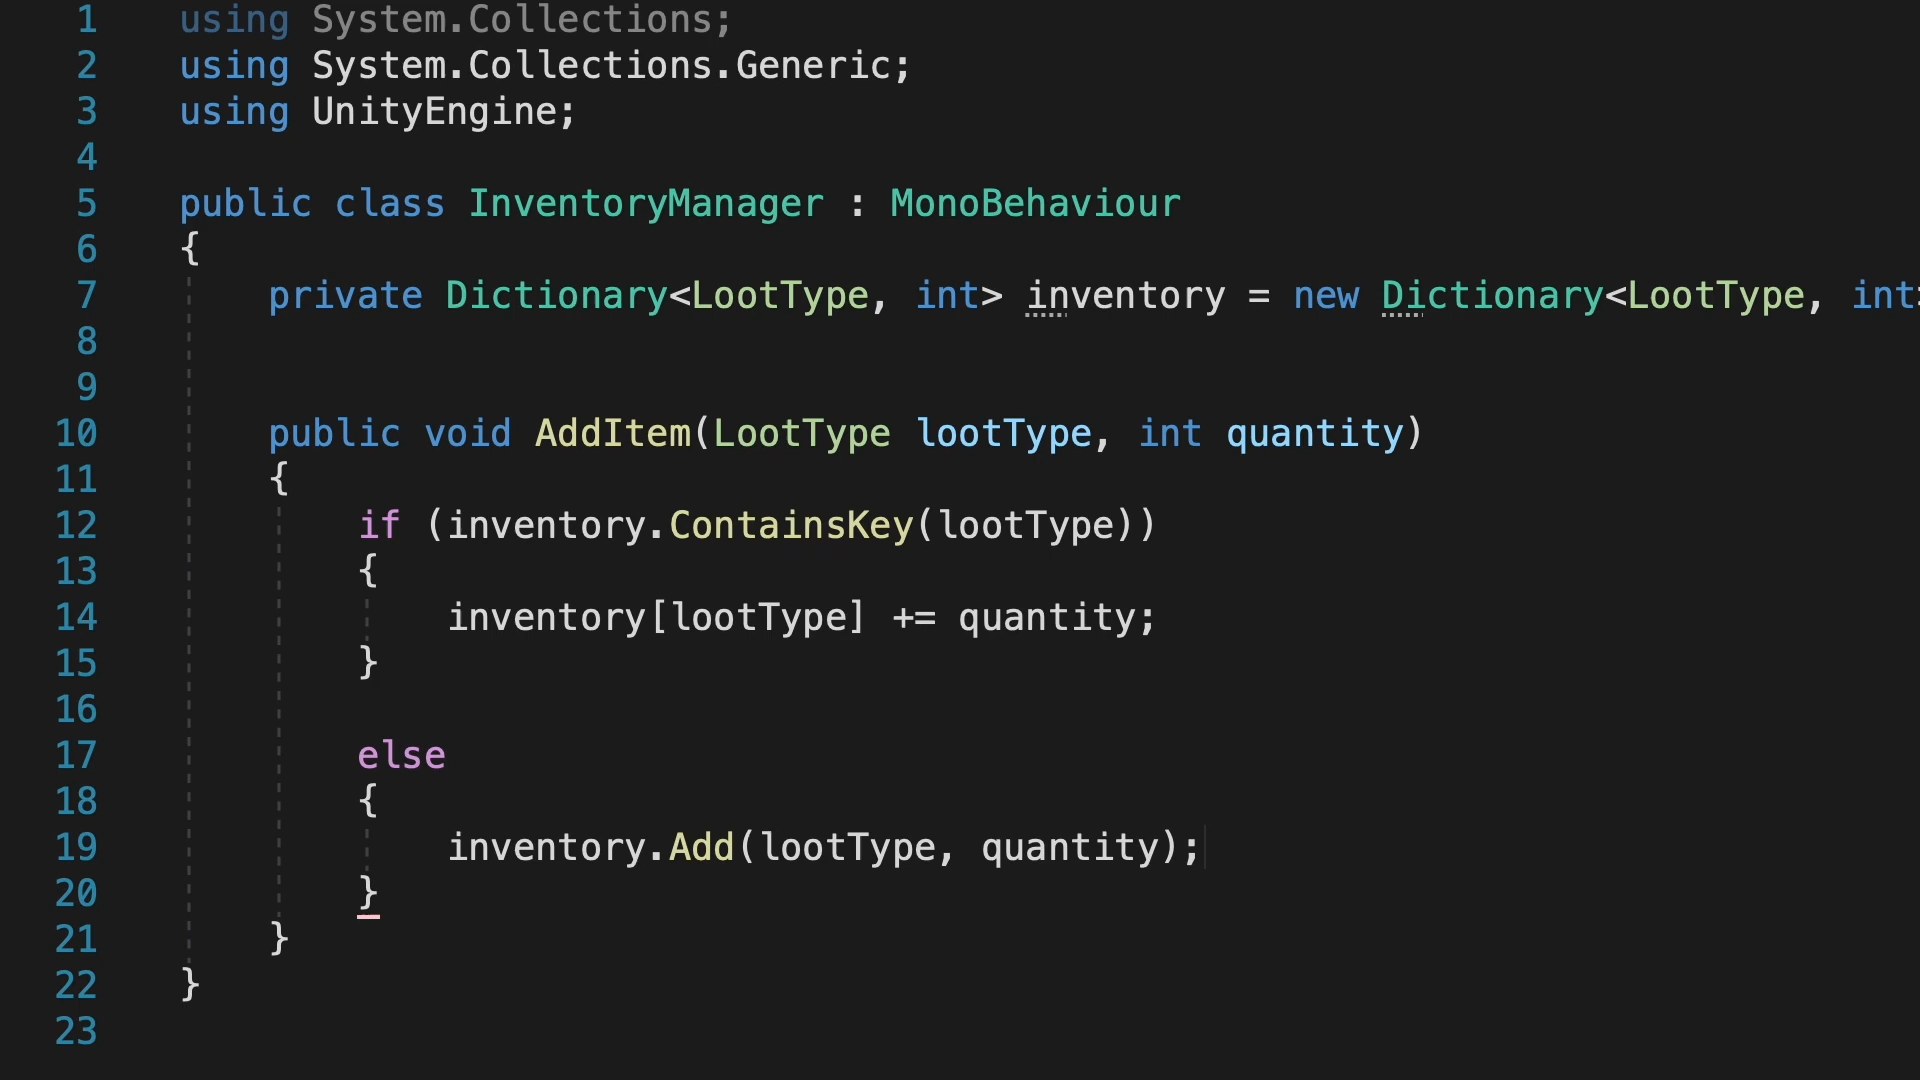 1 using System.Collections;
2 using System.Collections.Generic;
3 using UnityEngine;
4
5 public class InventoryManager : MonoBehaviour
6 {
7 private Dictionary<LootType, int> inventory = new Dictionary<LootType, int>
8
9
10 public void AddItem(LootType lootType, int quantity)
11 {
12 if (inventory.ContainsKey(lootType))
13 {
14 inventory[lootType] += quantity;
15 }
16
17 else
18 {
19 inventory.Add(lootType, quantity);
20 }
21 }
22 }
23